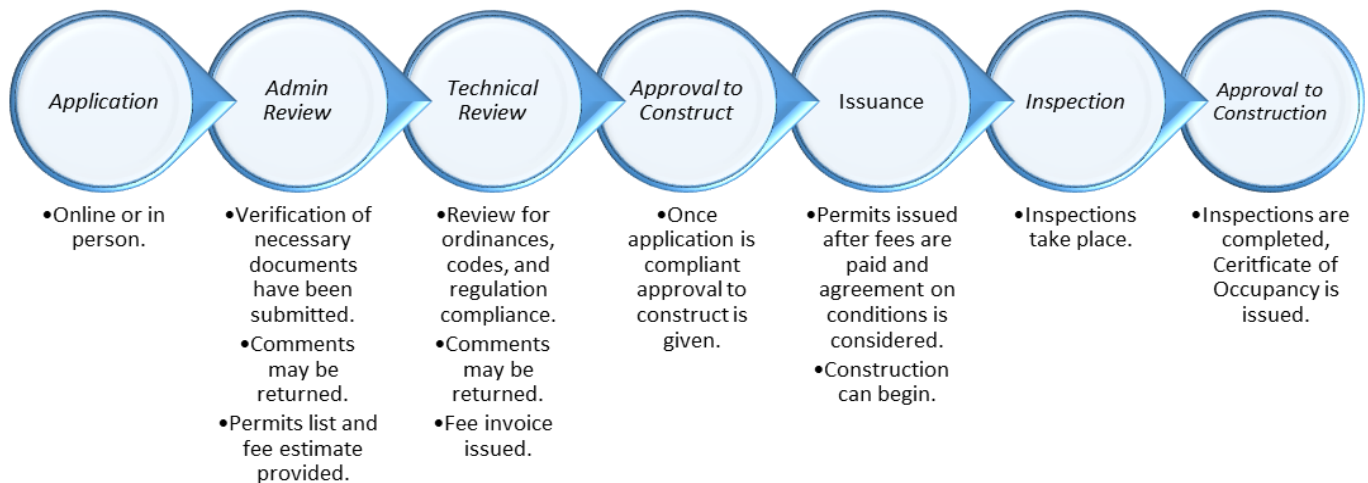 Application
Admin
Review
Technical
Review
Approval to
Construct
Issuance
Inspection
Approval to
Construction
•Online or in
person.
•Verification of
necessary
documents
have been
submitted.
•Comments
may be
returned.
•Permits list and
fee estimate
provided.
•Review for
ordinances,
codes, and
regulation
compliance.
•Comments
may be
returned.
•Fee invoice
issued.
•Once
application is
compliant
approval to
construct is
given.
•Permits issued
after fees are
paid and
agreement on
conditions is
considered.
•Construction
can begin.
•Inspections
take place.
•Inspections are
completed,
Ceritficate of
Occupancy is
issued.